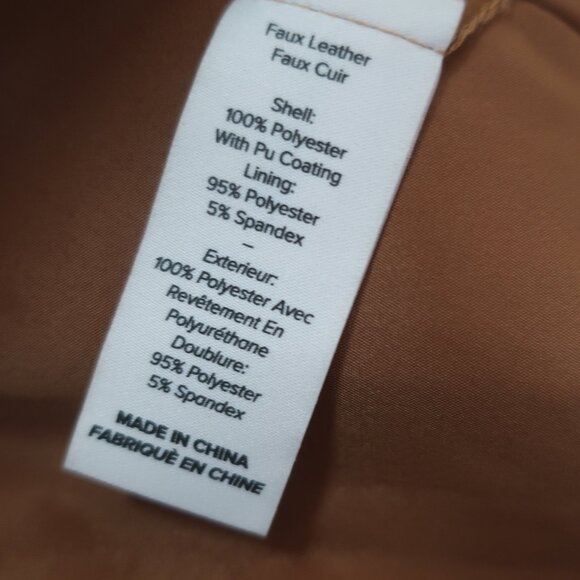 Faux Leather
Faux Cuir
Shell:
100% Polyester
With Pu Coating
Lining:
95% Polyester
5% Spandex
–
Exterieur:
100% Polyester Avec
Revêtement En
Polyuréthane
Doublure:
95% Polyester
5% Spandex
MADE IN CHINA
FABRIQUÈ EN CHINE